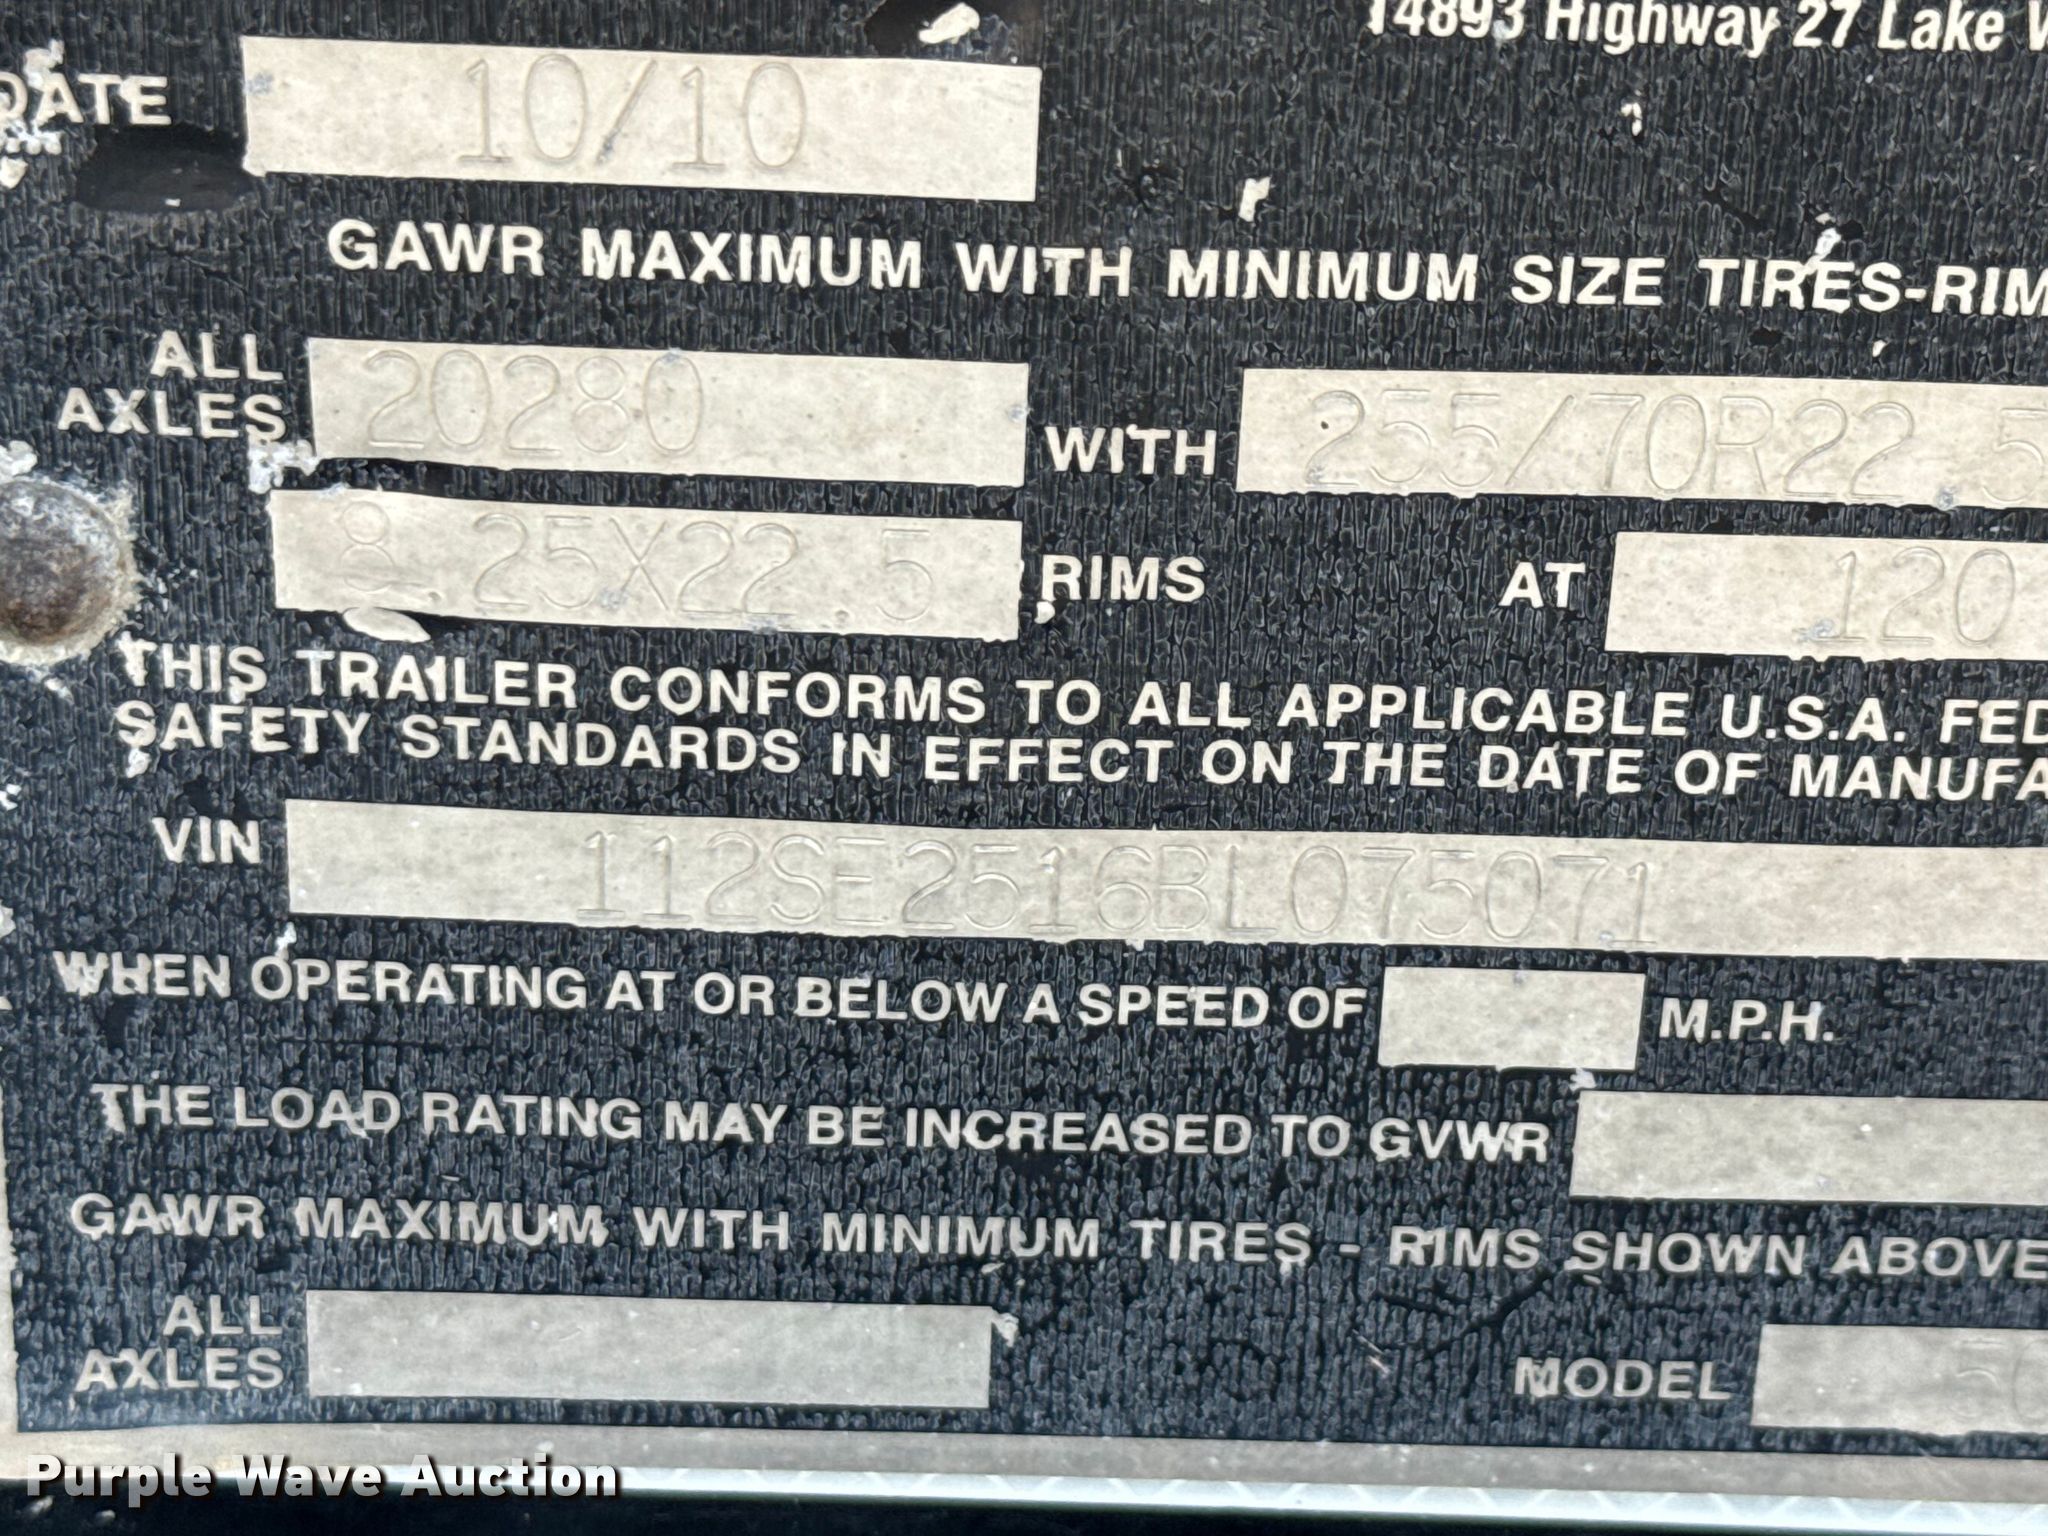 14893 Highway 27 Lake
DATE 10/10
GAWR MAXIMUM WITH MINIMUM SIZE TIRES-RIM
ALL AXLES 20280 WITH 255/70R22.5
8.25X22.5 RIMS AT 120
THIS TRAILER CONFORMS TO ALL APPLICABLE U.S.A. FED
SAFETY STANDARDS IN EFFECT ON THE DATE OF MANUFA
VIN 112SE2516BL075071
WHEN OPERATING AT OR BELOW A SPEED OF M.P.H.
THE LOAD RATING MAY BE INCREASED TO GVWR
GAWR MAXIMUM WITH MINIMUM TIRES - RIMS SHOWN ABOVE
ALL AXLES MODEL
Purple Wave Auction